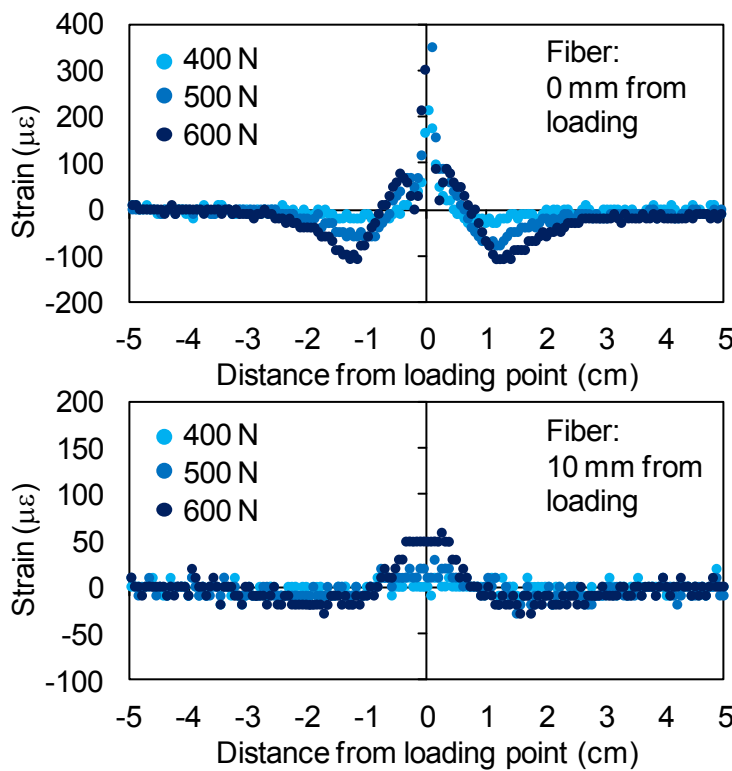 400
300
200
100
0
-100
-200
Strain (με)
400 N
500 N
600 N
Fiber:
0 mm from
loading
-5 -4 -3 -2 -1 0 1 2 3 4 5
Distance from loading point (cm)
200
150
100
50
0
-50
-100
Strain (με)
400 N
500 N
600 N
Fiber:
10 mm from
loading
-5 -4 -3 -2 -1 0 1 2 3 4 5
Distance from loading point (cm)